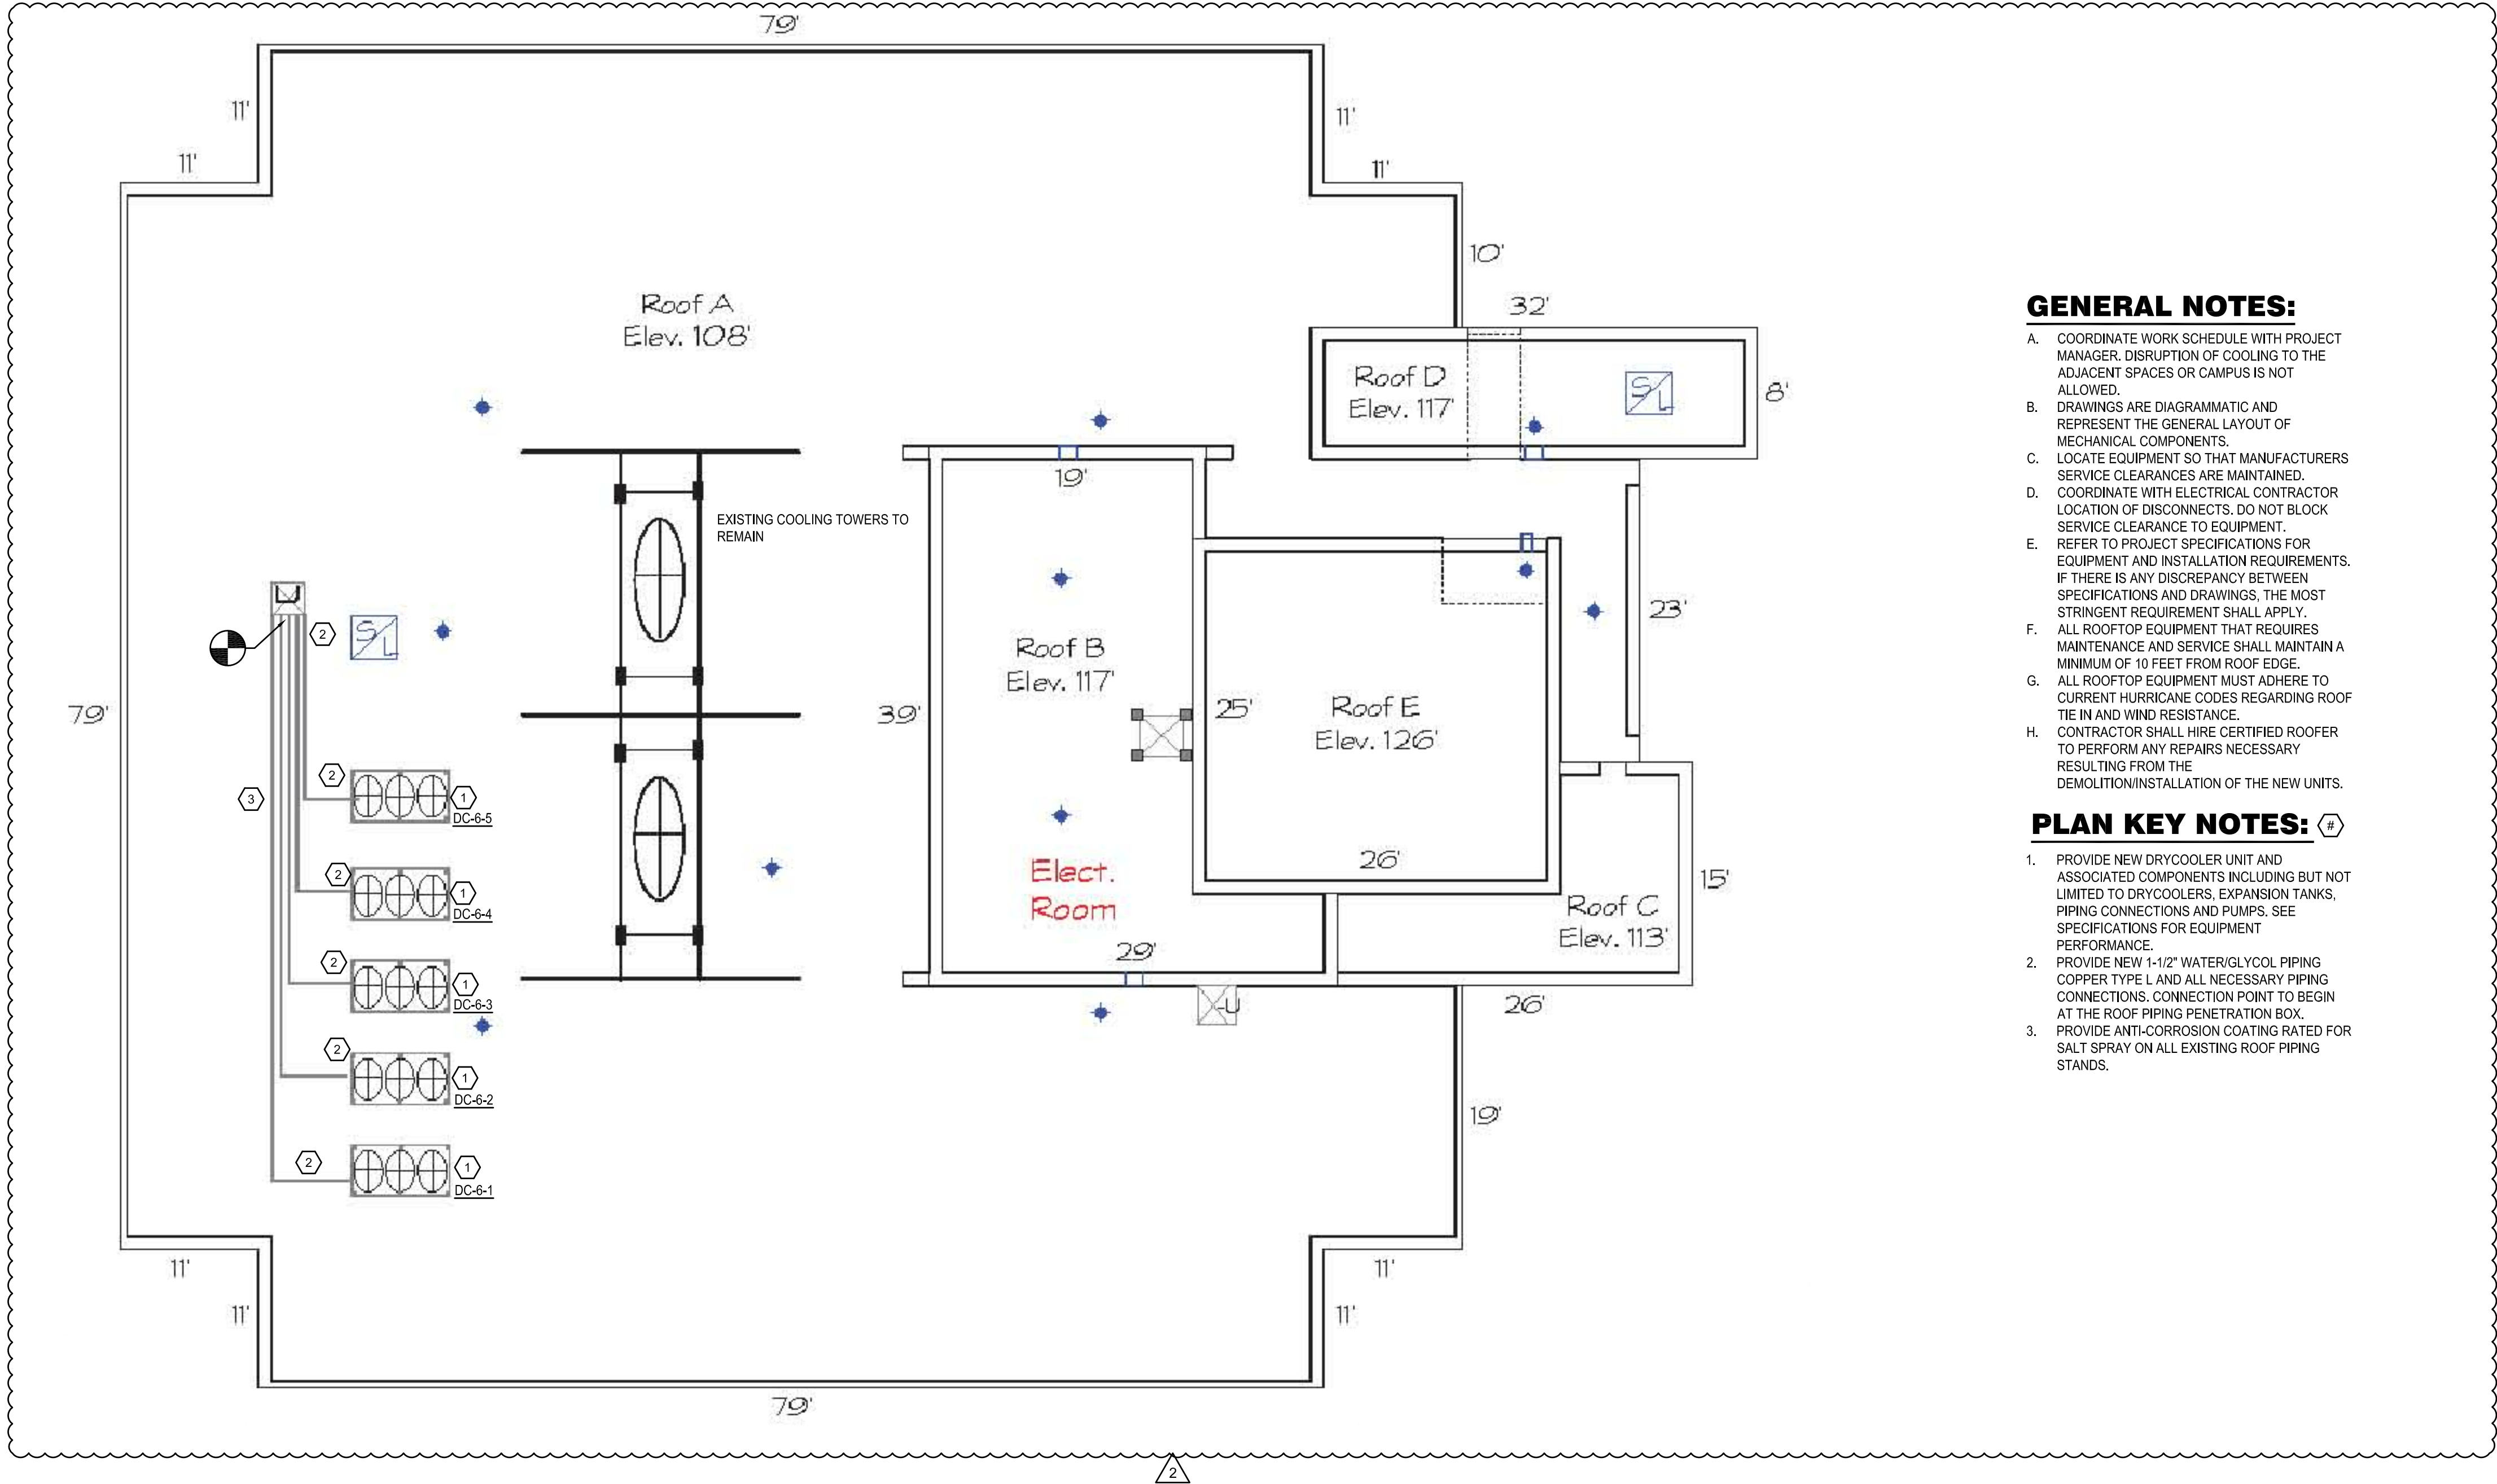 79'
11'
11'
11'
11'
10'
Roof A
Elev. 108'
32'
Roof D
Elev. 117'
S/L
8'
19'
EXISTING COOLING TOWERS TO
REMAIN
U
2
S/L
23'
Roof B
Elev. 117'
79'
39'
25'
Roof E
Elev. 126'
2
3
1
DC-6-5
26'
Elect.
Room
15'
2
1
DC-6-4
Roof C
Elev. 113'
29'
2
1
DC-6-3
U
26'
2
1
DC-6-2
19'
2
1
DC-6-1
11'
11'
11'
11'
79'
2
GENERAL NOTES:
A. COORDINATE WORK SCHEDULE WITH PROJECT
MANAGER. DISRUPTION OF COOLING TO THE
ADJACENT SPACES OR CAMPUS IS NOT
ALLOWED.
B. DRAWINGS ARE DIAGRAMMATIC AND
REPRESENT THE GENERAL LAYOUT OF
MECHANICAL COMPONENTS.
C. LOCATE EQUIPMENT SO THAT MANUFACTURERS
SERVICE CLEARANCES ARE MAINTAINED.
D. COORDINATE WITH ELECTRICAL CONTRACTOR
LOCATION OF DISCONNECTS. DO NOT BLOCK
SERVICE CLEARANCE TO EQUIPMENT.
E. REFER TO PROJECT SPECIFICATIONS FOR
EQUIPMENT AND INSTALLATION REQUIREMENTS.
IF THERE IS ANY DISCREPANCY BETWEEN
SPECIFICATIONS AND DRAWINGS, THE MOST
STRINGENT REQUIREMENT SHALL APPLY.
F. ALL ROOFTOP EQUIPMENT THAT REQUIRES
MAINTENANCE AND SERVICE SHALL MAINTAIN A
MINIMUM OF 10 FEET FROM ROOF EDGE.
G. ALL ROOFTOP EQUIPMENT MUST ADHERE TO
CURRENT HURRICANE CODES REGARDING ROOF
TIE IN AND WIND RESISTANCE.
H. CONTRACTOR SHALL HIRE CERTIFIED ROOFER
TO PERFORM ANY REPAIRS NECESSARY
RESULTING FROM THE
DEMOLITION/INSTALLATION OF THE NEW UNITS.
PLAN KEY NOTES: #
1. PROVIDE NEW DRYCOOLER UNIT AND
ASSOCIATED COMPONENTS INCLUDING BUT NOT
LIMITED TO DRYCOOLERS, EXPANSION TANKS,
PIPING CONNECTIONS AND PUMPS. SEE
SPECIFICATIONS FOR EQUIPMENT
PERFORMANCE.
2. PROVIDE NEW 1-1/2" WATER/GLYCOL PIPING
COPPER TYPE L AND ALL NECESSARY PIPING
CONNECTIONS. CONNECTION POINT TO BEGIN
AT THE ROOF PIPING PENETRATION BOX.
3. PROVIDE ANTI-CORROSION COATING RATED FOR
SALT SPRAY ON ALL EXISTING ROOF PIPING
STANDS.